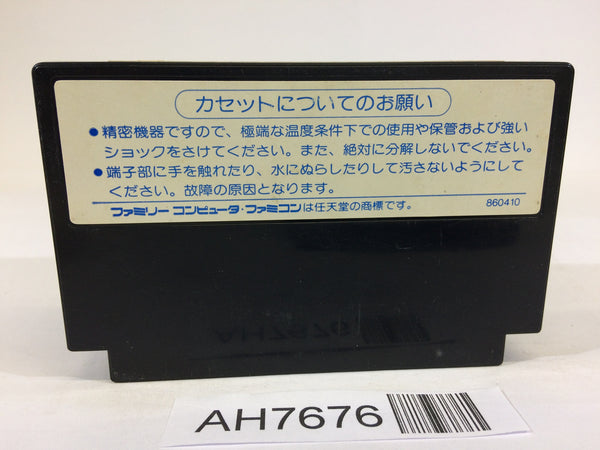 カセットについてのお願い
●精密機器ですので、極端な温度条件下での使用や保管および強い
ショックをさけてください。また、絶対に分解しないでください。
●端子部に手を触れたり、水にぬらしたりして汚さないようにして
ください。故障の原因となります。
ファミリー コンピュータ・ファミコンは任天堂の商標です。 860410
AH7676
AH7676